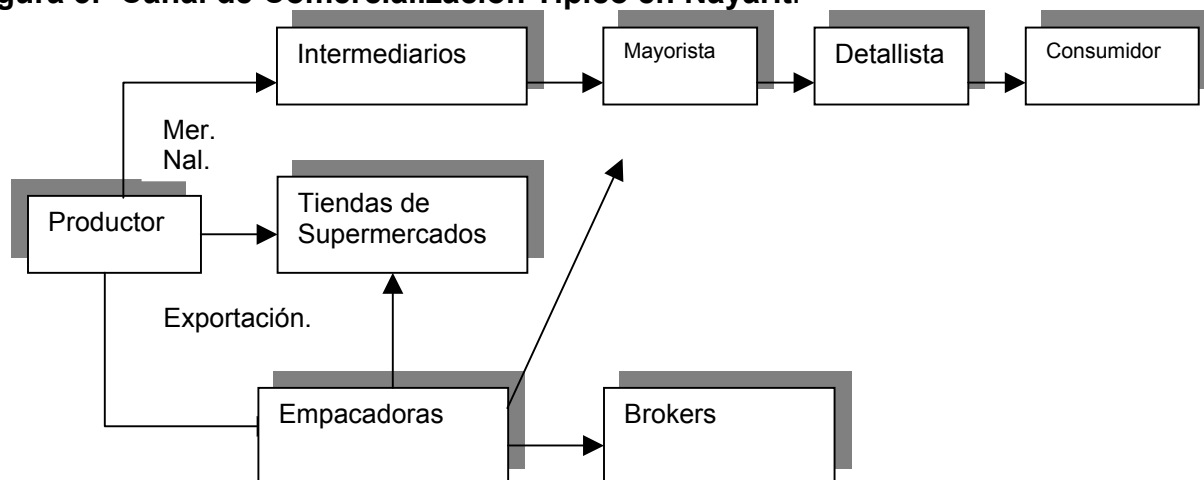 Canal de Comercialización Típico en Nayarit.
Intermediarios
Mayorista
Detallista
Consumidor
Mer.
Nal.
Productor
Tiendas de
Supermercados
Exportación.
Empacadoras
Brokers